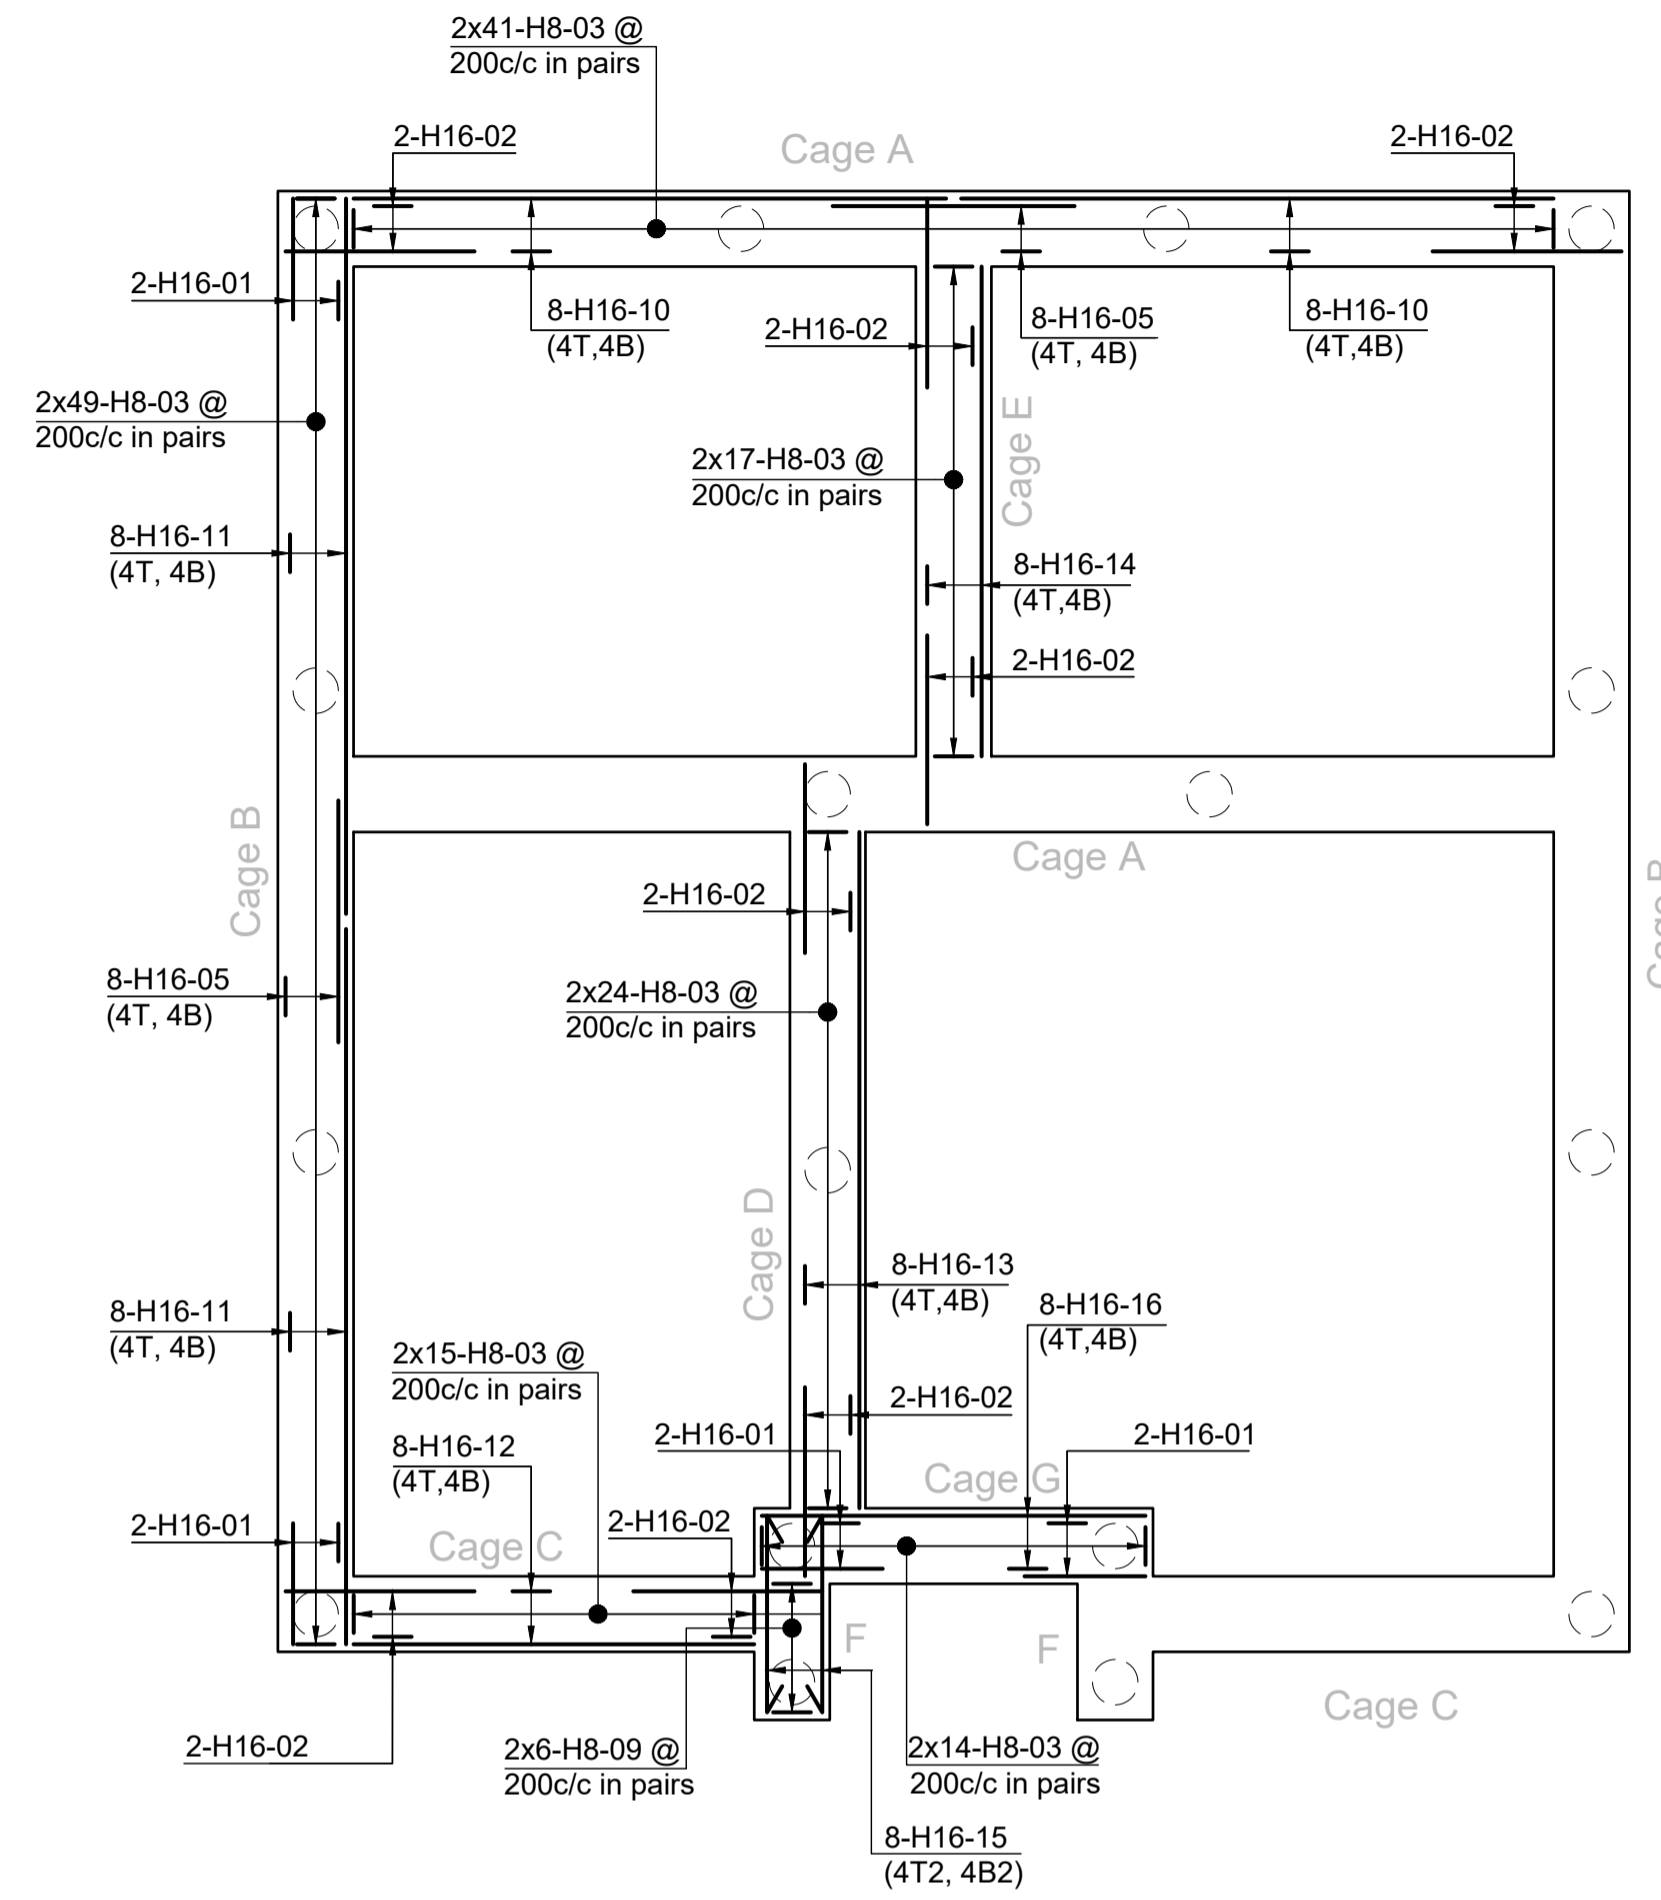 2x41-H8-03 @
200c/c in pairs
2-H16-02
Cage A
2-H16-02
2-H16-01
8-H16-10
(4T,4B)
2-H16-02
8-H16-05
(4T, 4B)
8-H16-10
(4T,4B)
2x49-H8-03 @
200c/c in pairs
Cage E
2x17-H8-03 @
200c/c in pairs
8-H16-11
(4T, 4B)
8-H16-14
(4T,4B)
2-H16-02
Cage B
Cage A
2-H16-02
8-H16-05
(4T, 4B)
2x24-H8-03 @
200c/c in pairs
Cage D
8-H16-13
(4T,4B)
8-H16-11
(4T, 4B)
8-H16-16
(4T,4B)
2x15-H8-03 @
200c/c in pairs
2-H16-02
8-H16-12
(4T,4B)
2-H16-01
2-H16-01
Cage G
2-H16-01
Cage C
2-H16-02
F
F
Cage C
2-H16-02
2x6-H8-09 @
200c/c in pairs
2x14-H8-03 @
200c/c in pairs
8-H16-15
(4T2, 4B2)